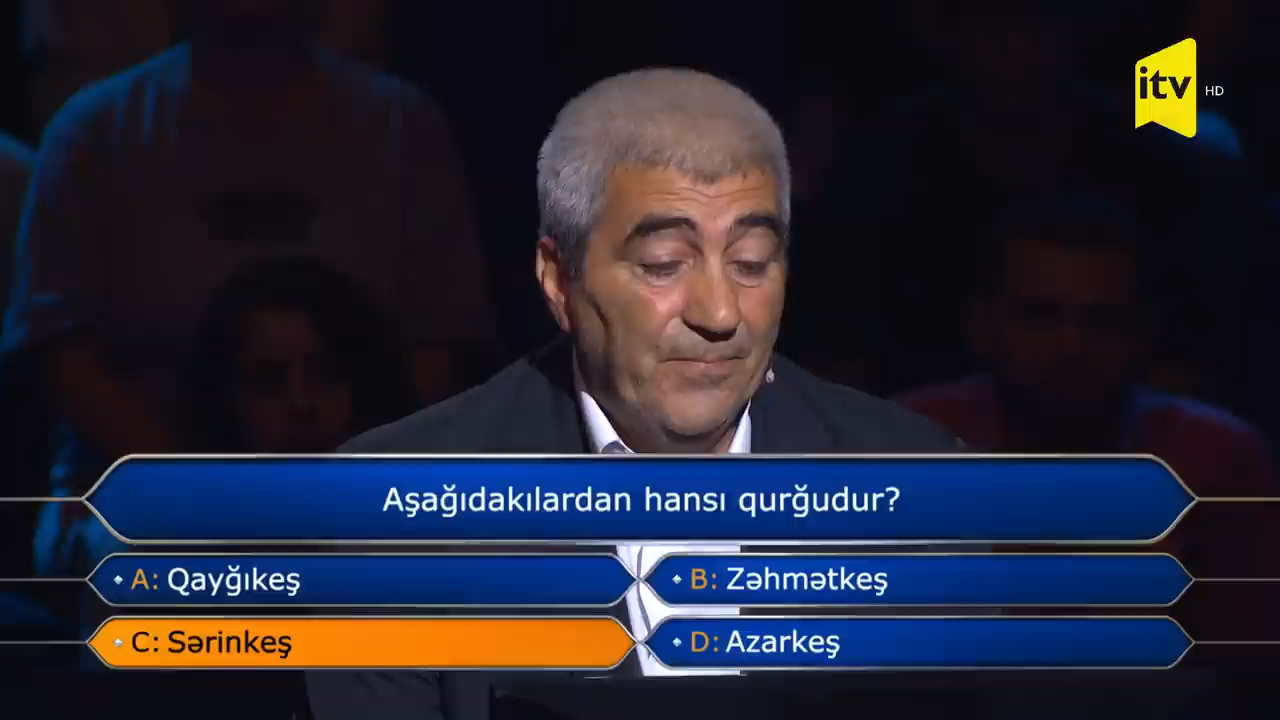 itv HD
Aşağıdakılardan hansı qurğudur?
A: Qayğıkeş
B: Zəhmətkeş
C: Sərinkeş
D: Azarkeş